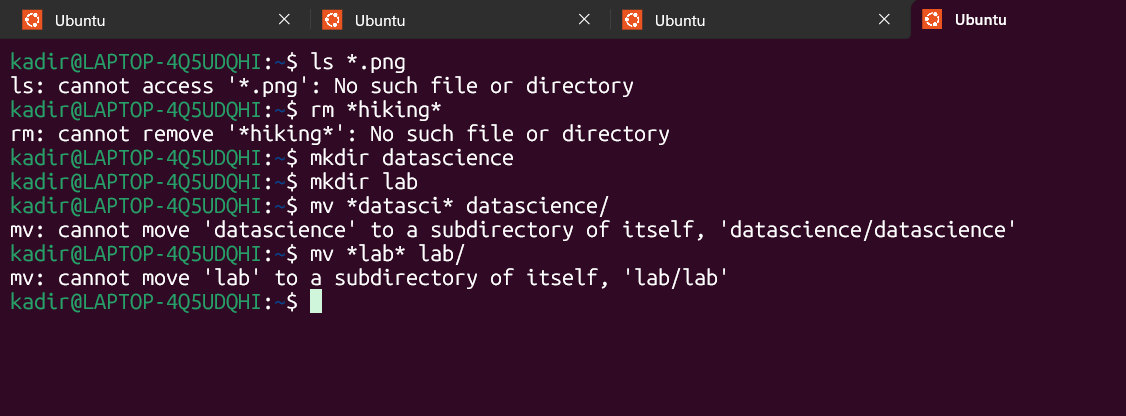 Ubuntu
Ubuntu
Ubuntu
Ubuntu
kadir@LAPTOP-4Q5UDQHI:~$ ls *.png
ls: cannot access '*.png': No such file or directory
kadir@LAPTOP-4Q5UDQHI:~$ rm *hiking*
rm: cannot remove '*hiking*': No such file or directory
kadir@LAPTOP-4Q5UDQHI:~$ mkdir datascience
kadir@LAPTOP-4Q5UDQHI:~$ mkdir lab
kadir@LAPTOP-4Q5UDQHI:~$ mv *datasci* datascience/
mv: cannot move 'datascience' to a subdirectory of itself, 'datascience/datascience'
kadir@LAPTOP-4Q5UDQHI:~$ mv *lab* lab/
mv: cannot move 'lab' to a subdirectory of itself, 'lab/lab'
kadir@LAPTOP-4Q5UDQHI:~$